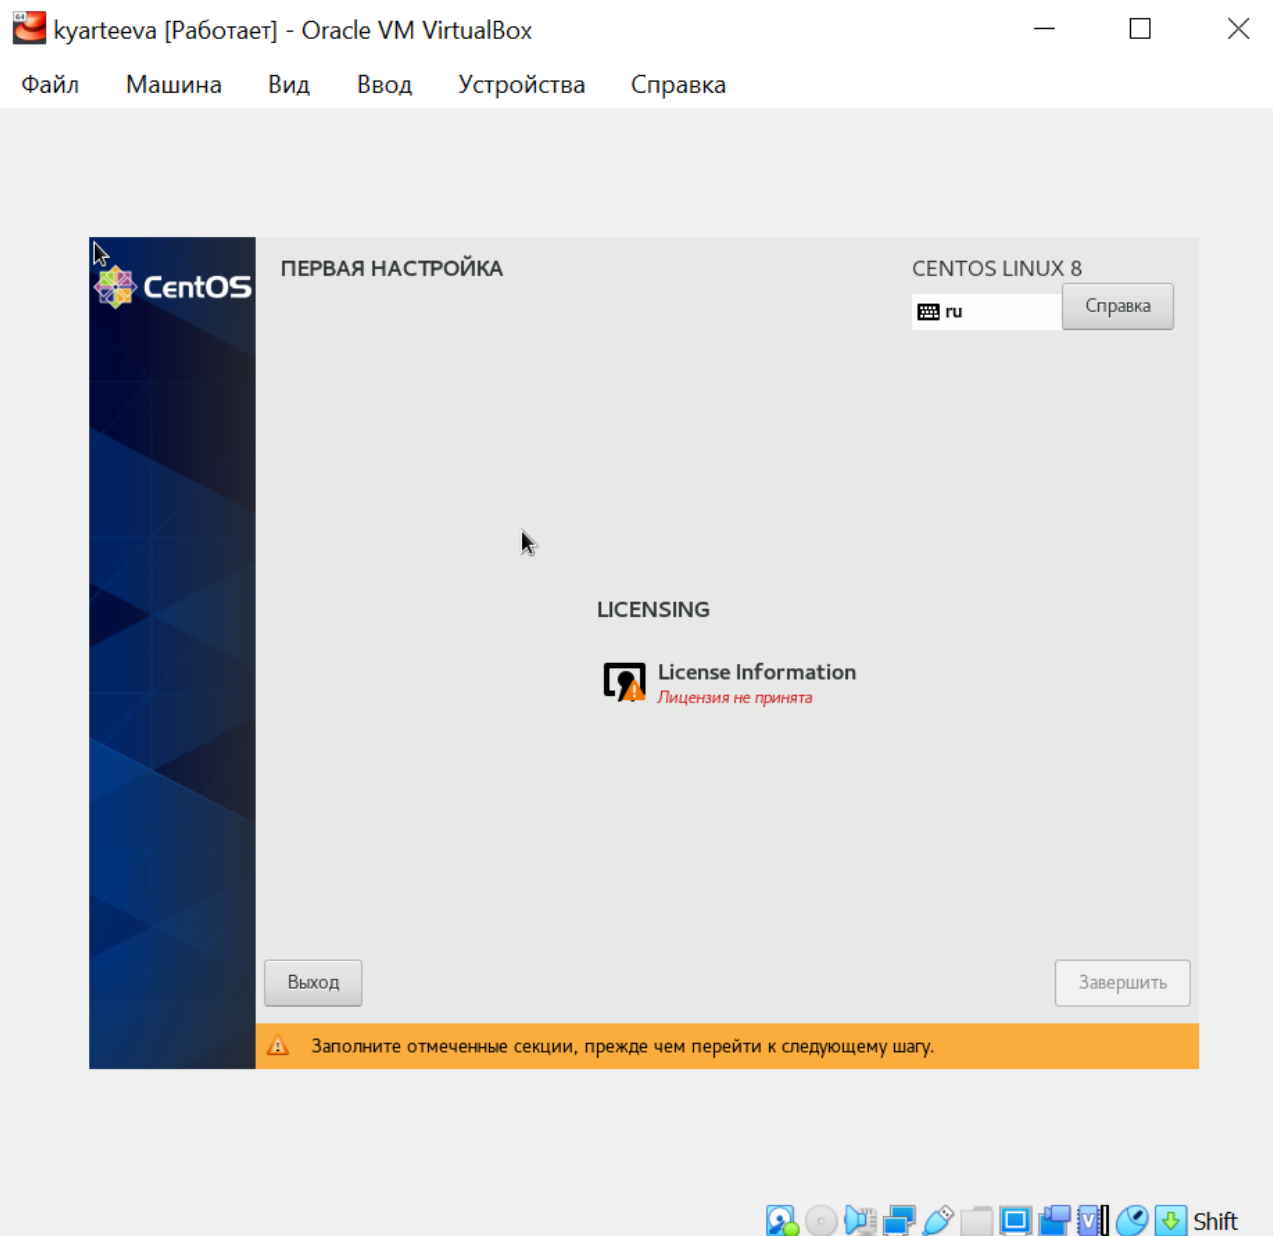 64
kyarteeva [Работает] - Oracle VM VirtualBox
Файл Машина Вид Ввод Устройства Справка
CentOS
ПЕРВАЯ НАСТРОЙКА
CENTOS LINUX 8
ru
Справка
LICENSING
License Information
Лицензия не принята
Выход
Завершить
Заполните отмеченные секции, прежде чем перейти к следующему шагу.
V
Shift